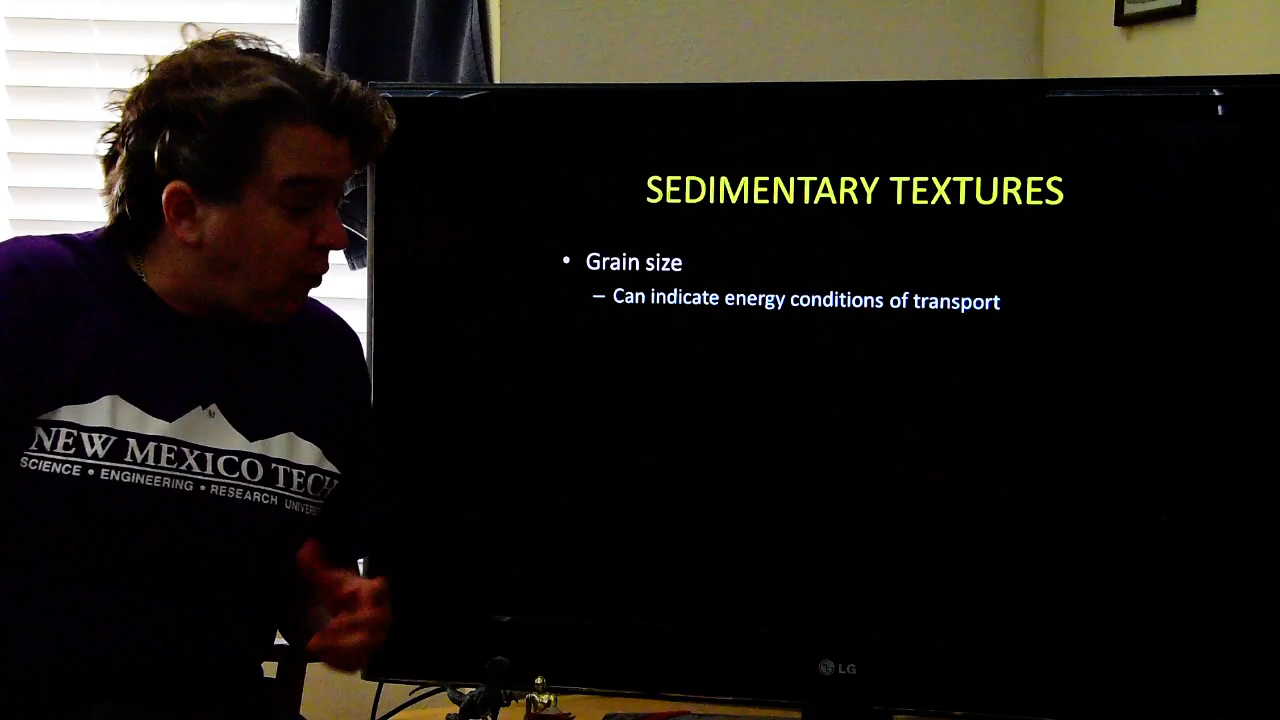 SEDIMENTARY TEXTURES
• Grain size
– Can indicate energy conditions of transport
NEW MEXICO TECH
SCIENCE • ENGINEERING • RESEARCH
LG